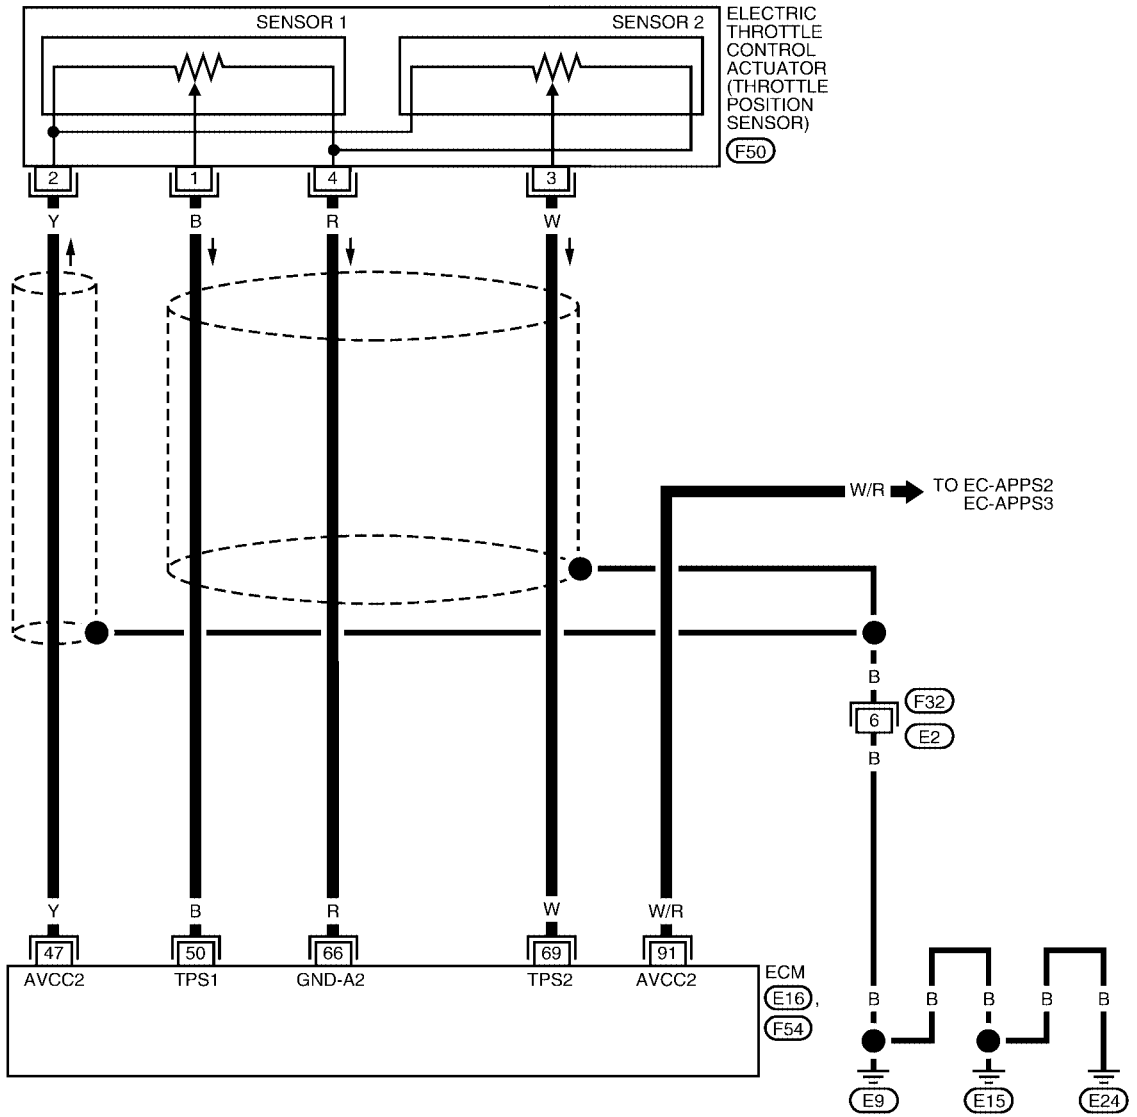 SENSOR 1
SENSOR 2
ELECTRIC
THROTTLE
CONTROL
ACTUATOR
(THROTTLE
POSITION
SENSOR)
F50
2 1 4 3
Y B R W
W/R
TO EC-APPS2
EC-APPS3
B
F32
6
E2
B
Y B R W W/R
47 50 66 69 91
AVCC2 TPS1 GND-A2 TPS2 AVCC2
ECM
E16 ,
F54
B B B B B
E9 E15 E24